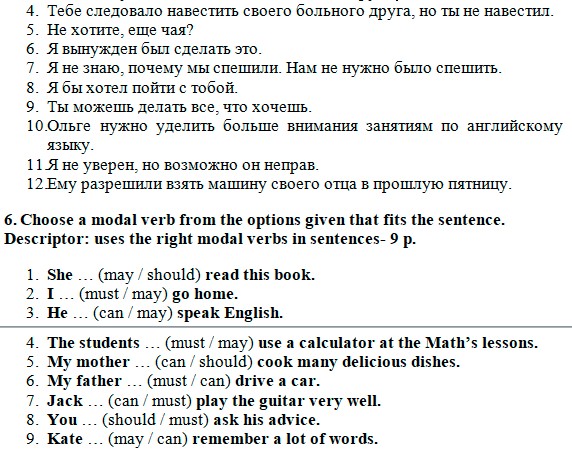 4. Тебе следовало навестить своего больного друга, но ты не навестил.
5. Не хотите, еще чая?
6. Я вынужден был сделать это.
7. Я не знаю, почему мы спешили. Нам не нужно было спешить.
8. Я бы хотел пойти с тобой.
9. Ты можешь делать все, что хочешь.
10.Ольге нужно уделить больше внимания занятиям по английскому
языку.
11.Я не уверен, но возможно он неправ.
12.Ему разрешили взять машину своего отца в прошлую пятницу.
6. Choose a modal verb from the options given that fits the sentence.
Descriptor: uses the right modal verbs in sentences- 9 p.
1. She … (may / should) read this book.
2. I … (must / may) go home.
3. He … (can / may) speak English.
4. The students … (must / may) use a calculator at the Math’s lessons.
5. My mother … (can / should) cook many delicious dishes.
6. My father … (must / can) drive a car.
7. Jack … (can / must) play the guitar very well.
8. You … (should / must) ask his advice.
9. Kate … (may / can) remember a lot of words.